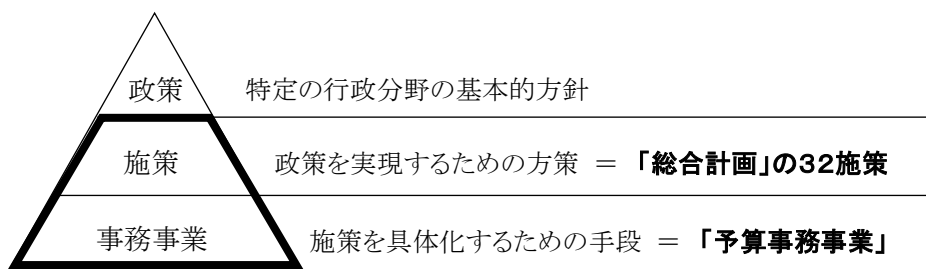 政策 特定の行政分野の基本的方針
施策 政策を実現するための方策 ＝ 「総合計画」の３２施策
事務事業 施策を具体化するための手段 ＝ 「予算事務事業」